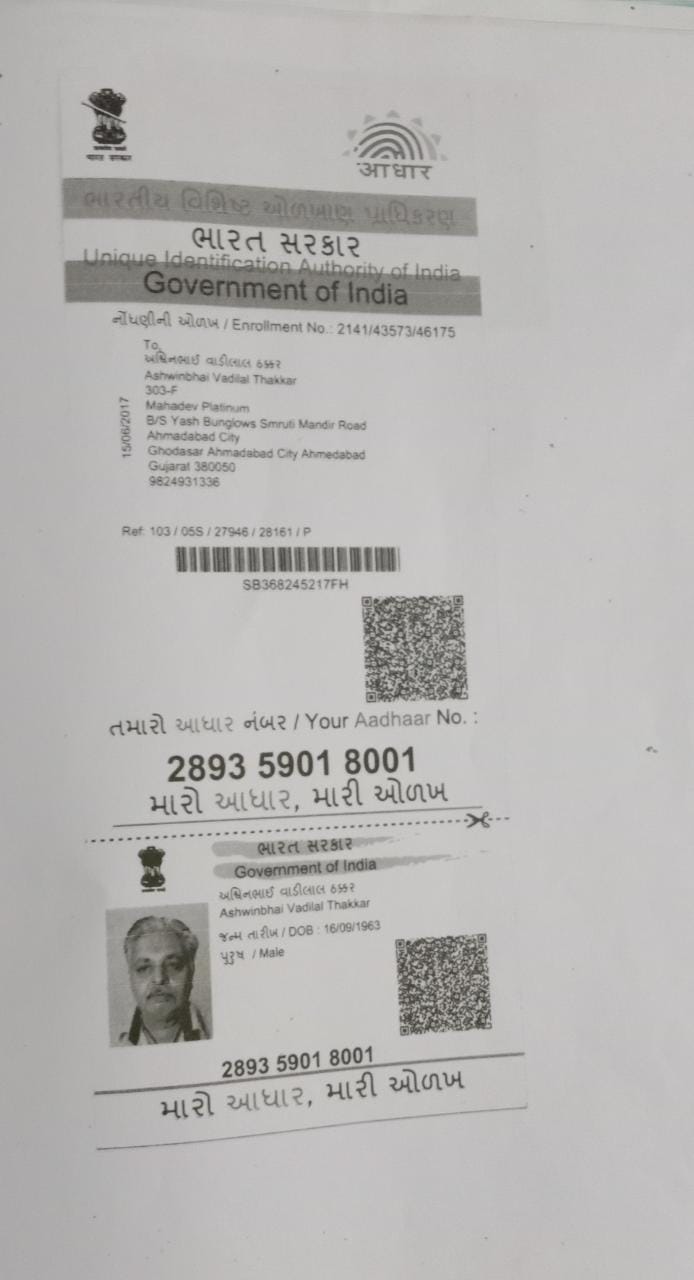 भारत सरकार
आधार
ભારતીય વિશિષ્ટ ઓળખાણ પ્રાધિકરણ
ભારત સરકાર
Unique Identification Authority of India
Government of India
નોંધણીની ઓળખ / Enrollment No.: 2141/43573/46175
To,
અશ્વિનભાઈ વાડીલાલ ઠક્કર
Ashwinbhai Vadilal Thakkar
303-F
Mahadev Platinum
B/S Yash Bunglows Smruti Mandir Road
Ahmadabad City
Ghodasar Ahmadabad City Ahmedabad
Gujarat 380050
9824931336
15/06/2017
Ref: 103 / 05S / 27946 / 28161 / P
SB368245217FH
તમારો આધાર નંબર / Your Aadhaar No. :
2893 5901 8001
મારો આધાર, મારી ઓળખ
ભારત સરકાર
Government of India
અશ્વિનભાઈ વાડીલાલ ઠક્કર
Ashwinbhai Vadilal Thakkar
જન્મ તારીખ / DOB : 16/09/1963
પુરુષ / Male
2893 5901 8001
મારો આધાર, મારી ઓળખ